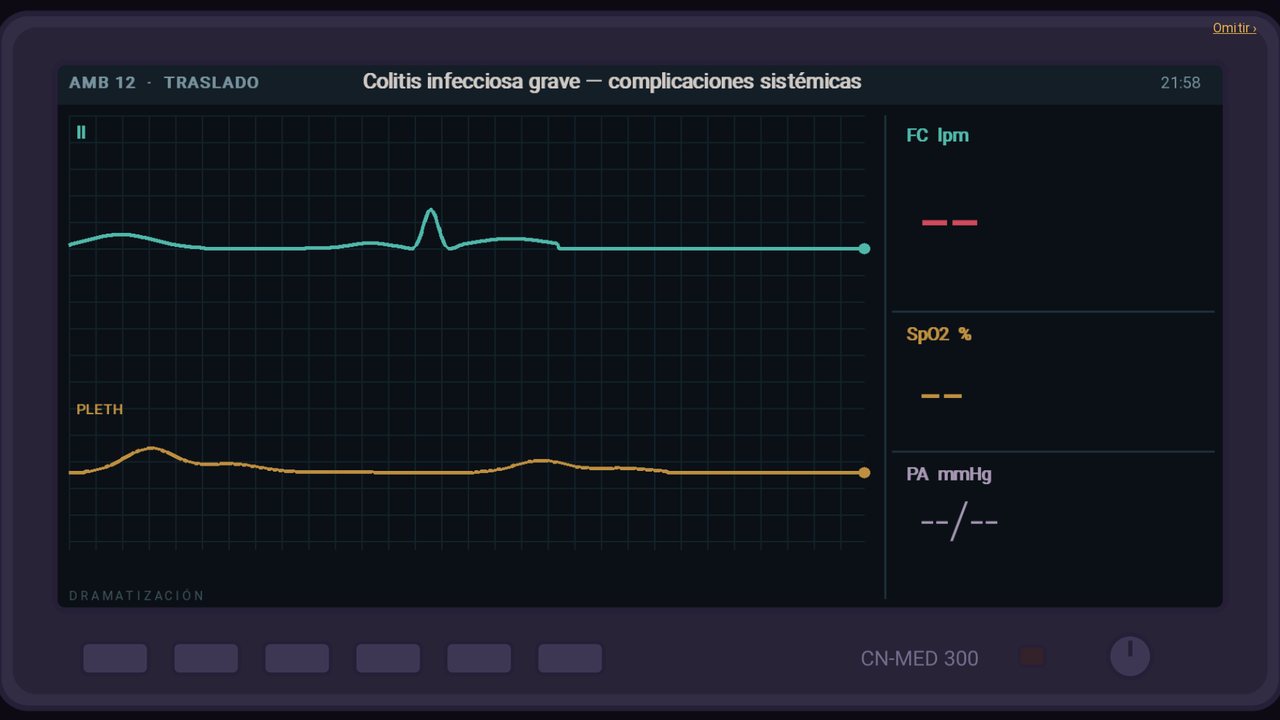 Omitir ›
AMB 12 · TRASLADO
Colitis infecciosa grave — complicaciones sistémicas
21:58
II
FC lpm
--
SpO2 %
--
PLETH
PA mmHg
--/--
DRAMATIZACIÓN
CN-MED 300